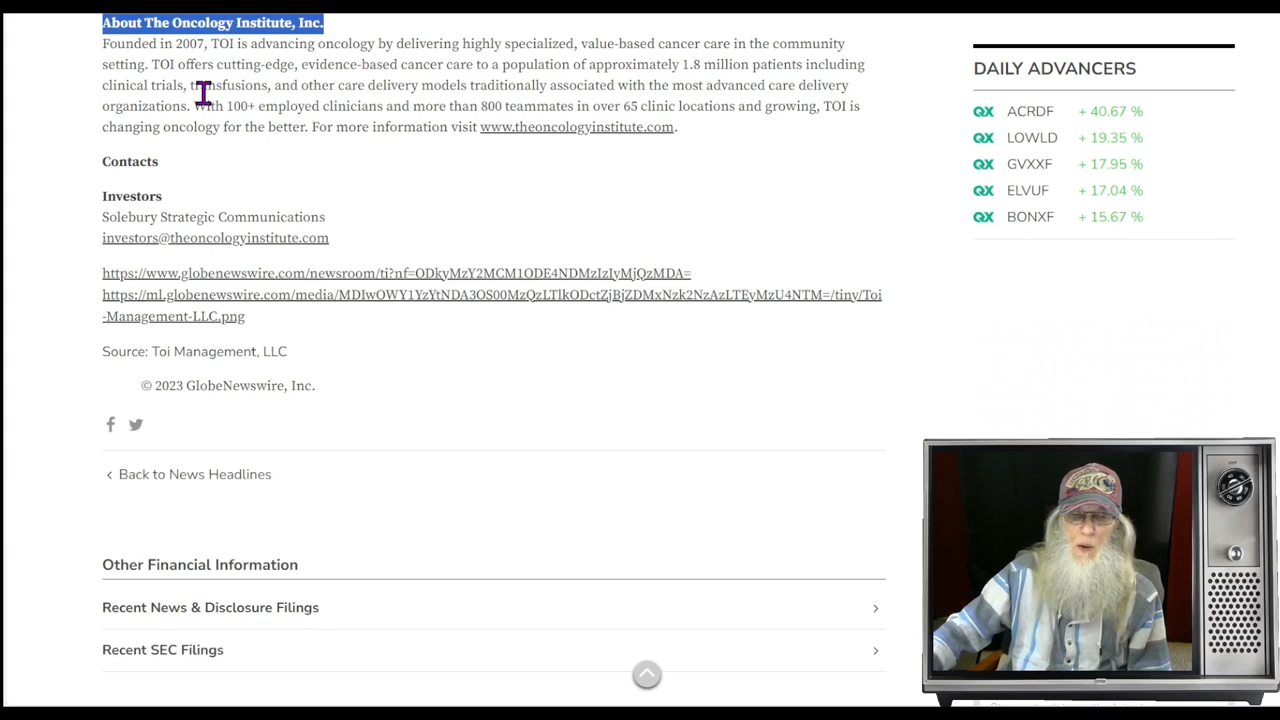 About The Oncology Institute, Inc.
Founded in 2007, TOI is advancing oncology by delivering highly specialized, value-based cancer care in the community
setting. TOI offers cutting-edge, evidence-based cancer care to a population of approximately 1.8 million patients including
clinical trials, transfusions, and other care delivery models traditionally associated with the most advanced care delivery
organizations. With 100+ employed clinicians and more than 800 teammates in over 65 clinic locations and growing, TOI is
changing oncology for the better. For more information visit www.theoncologyinstitute.com.
Contacts
Investors
Solebury Strategic Communications
investors@theoncologyinstitute.com
https://www.globenewswire.com/newsroom/ti?nf=ODkyMzY2MCM1ODE4NDMzIzIyMjQzMDA=
https://ml.globenewswire.com/media/MDIwOWY1YzYtNDA3OS00MzQzLTlkODctZjBjZDMxNzk2NzAzLTEyMzU4NTM=/tiny/Toi
-Management-LLC.png
Source: Toi Management, LLC
© 2023 GlobeNewswire, Inc.
Back to News Headlines
Other Financial Information
Recent News & Disclosure Filings
Recent SEC Filings
DAILY ADVANCERS
QX ACRDF + 40.67 %
QX LOWLD + 19.35 %
QX GVXXF + 17.95 %
QX ELVUF + 17.04 %
QX BONXF + 15.67 %